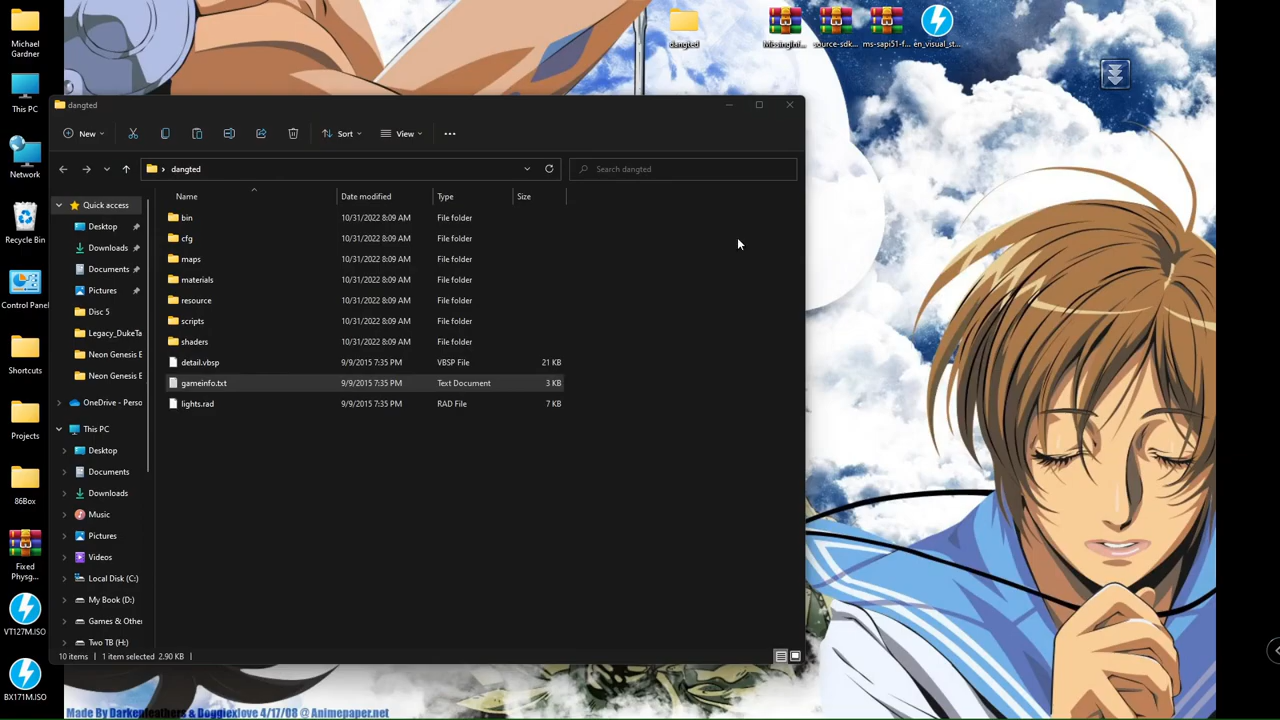 Michael
Gardner
This PC
Network
Recycle Bin
Control Panel
Shortcuts
Projects
86Box
Fixed
Physg...
VT127M.ISO
BX171M.ISO
dangted
MissingInf...
source-sdk...
ms-sapi51-f...
en_visual_st...
dangted
New
Sort
View
dangted
Search dangted
Name Date modified Type Size
Quick access
Desktop
Downloads
Documents
Pictures
Disc 5
Legacy_DukeTa
Neon Genesis E
Neon Genesis E
OneDrive - Perso
This PC
Desktop
Documents
Downloads
Music
Pictures
Videos
Local Disk (C:)
My Book (D:)
Games & Othe
Two TB (H:)
bin 10/31/2022 8:09 AM File folder
cfg 10/31/2022 8:09 AM File folder
maps 10/31/2022 8:09 AM File folder
materials 10/31/2022 8:09 AM File folder
resource 10/31/2022 8:09 AM File folder
scripts 10/31/2022 8:09 AM File folder
shaders 10/31/2022 8:09 AM File folder
detail.vbsp 9/9/2015 7:35 PM VBSP File 21 KB
gameinfo.txt 9/9/2015 7:35 PM Text Document 3 KB
lights.rad 9/9/2015 7:35 PM RAD File 7 KB
10 items 1 item selected 2.90 KB
Made By Darkenfeathers & Doggiexlove 4/17/08 @ Animepaper.net